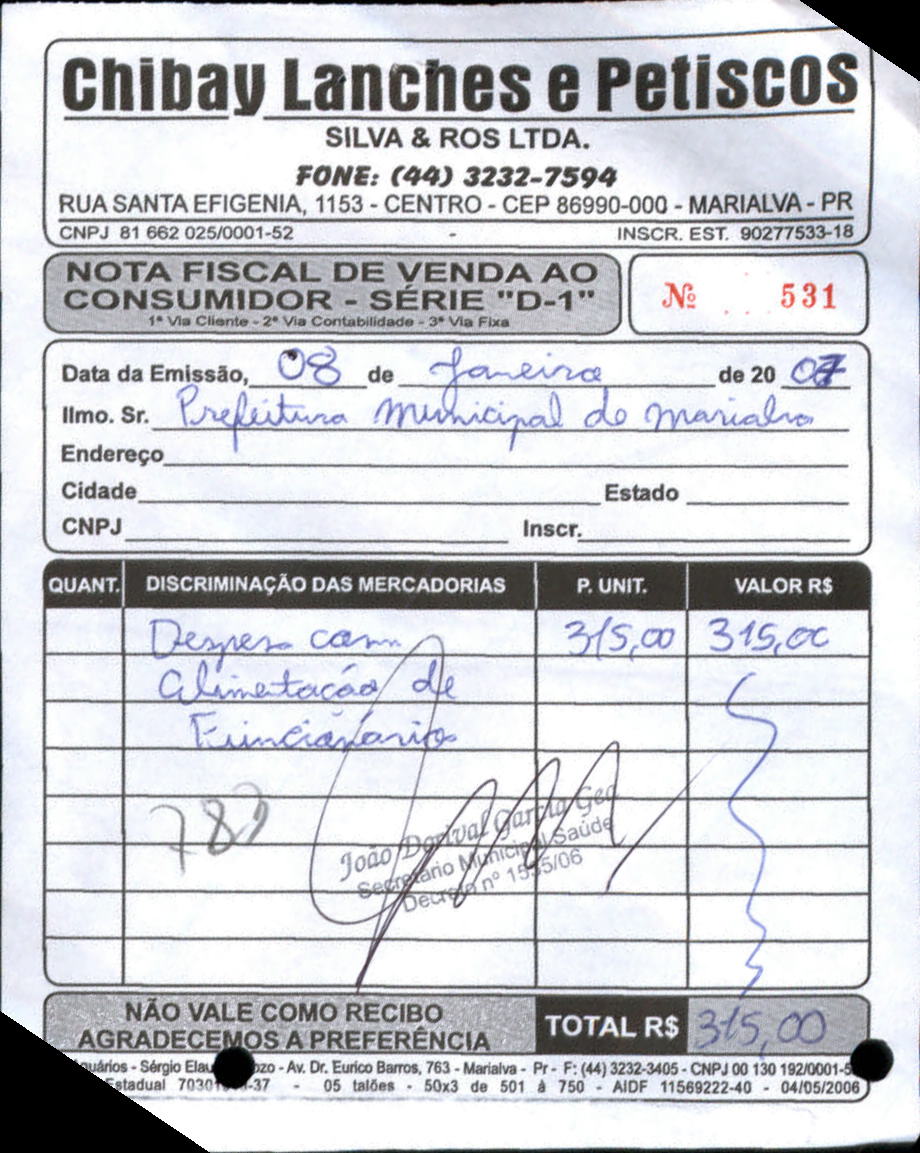 Chibay Lanches e Petiscos
SILVA & ROS LTDA.
FONE: (44) 3232-7594
RUA SANTA EFIGENIA, 1153 - CENTRO - CEP 86990-000 - MARIALVA - PR
CNPJ 81 662 025/0001-52 - INSCR. EST. 90277533-18
NOTA FISCAL DE VENDA AO
CONSUMIDOR - SÉRIE "D-1"
1ª Via Cliente - 2ª Via Contabilidade - 3ª Via Fixa
Nº 531
Data da Emissão, 08 de Janeiro de 20 07
Ilmo. Sr. Prefeitura Municipal de Marialva
Endereço
Cidade Estado
CNPJ Inscr.
QUANT. DISCRIMINAÇÃO DAS MERCADORIAS P. UNIT. VALOR R$
Despesa com 315,00 315,00
Alimentação de
Funcionários
João Dorival Garcia
Secretário Municipal Saúde
Decreto nº
NÃO VALE COMO RECIBO
AGRADECEMOS A PREFERÊNCIA
TOTAL R$ 315,00
- Sérgio - Av. Dr. Eurico Barros, 763 - Marialva - Pr - F: (44) 3232-3405 - CNPJ 00 130
Estadual - 05 talões - 50x3 de 501 à 750 - AIDF 11569222-40 - 04/05/2006